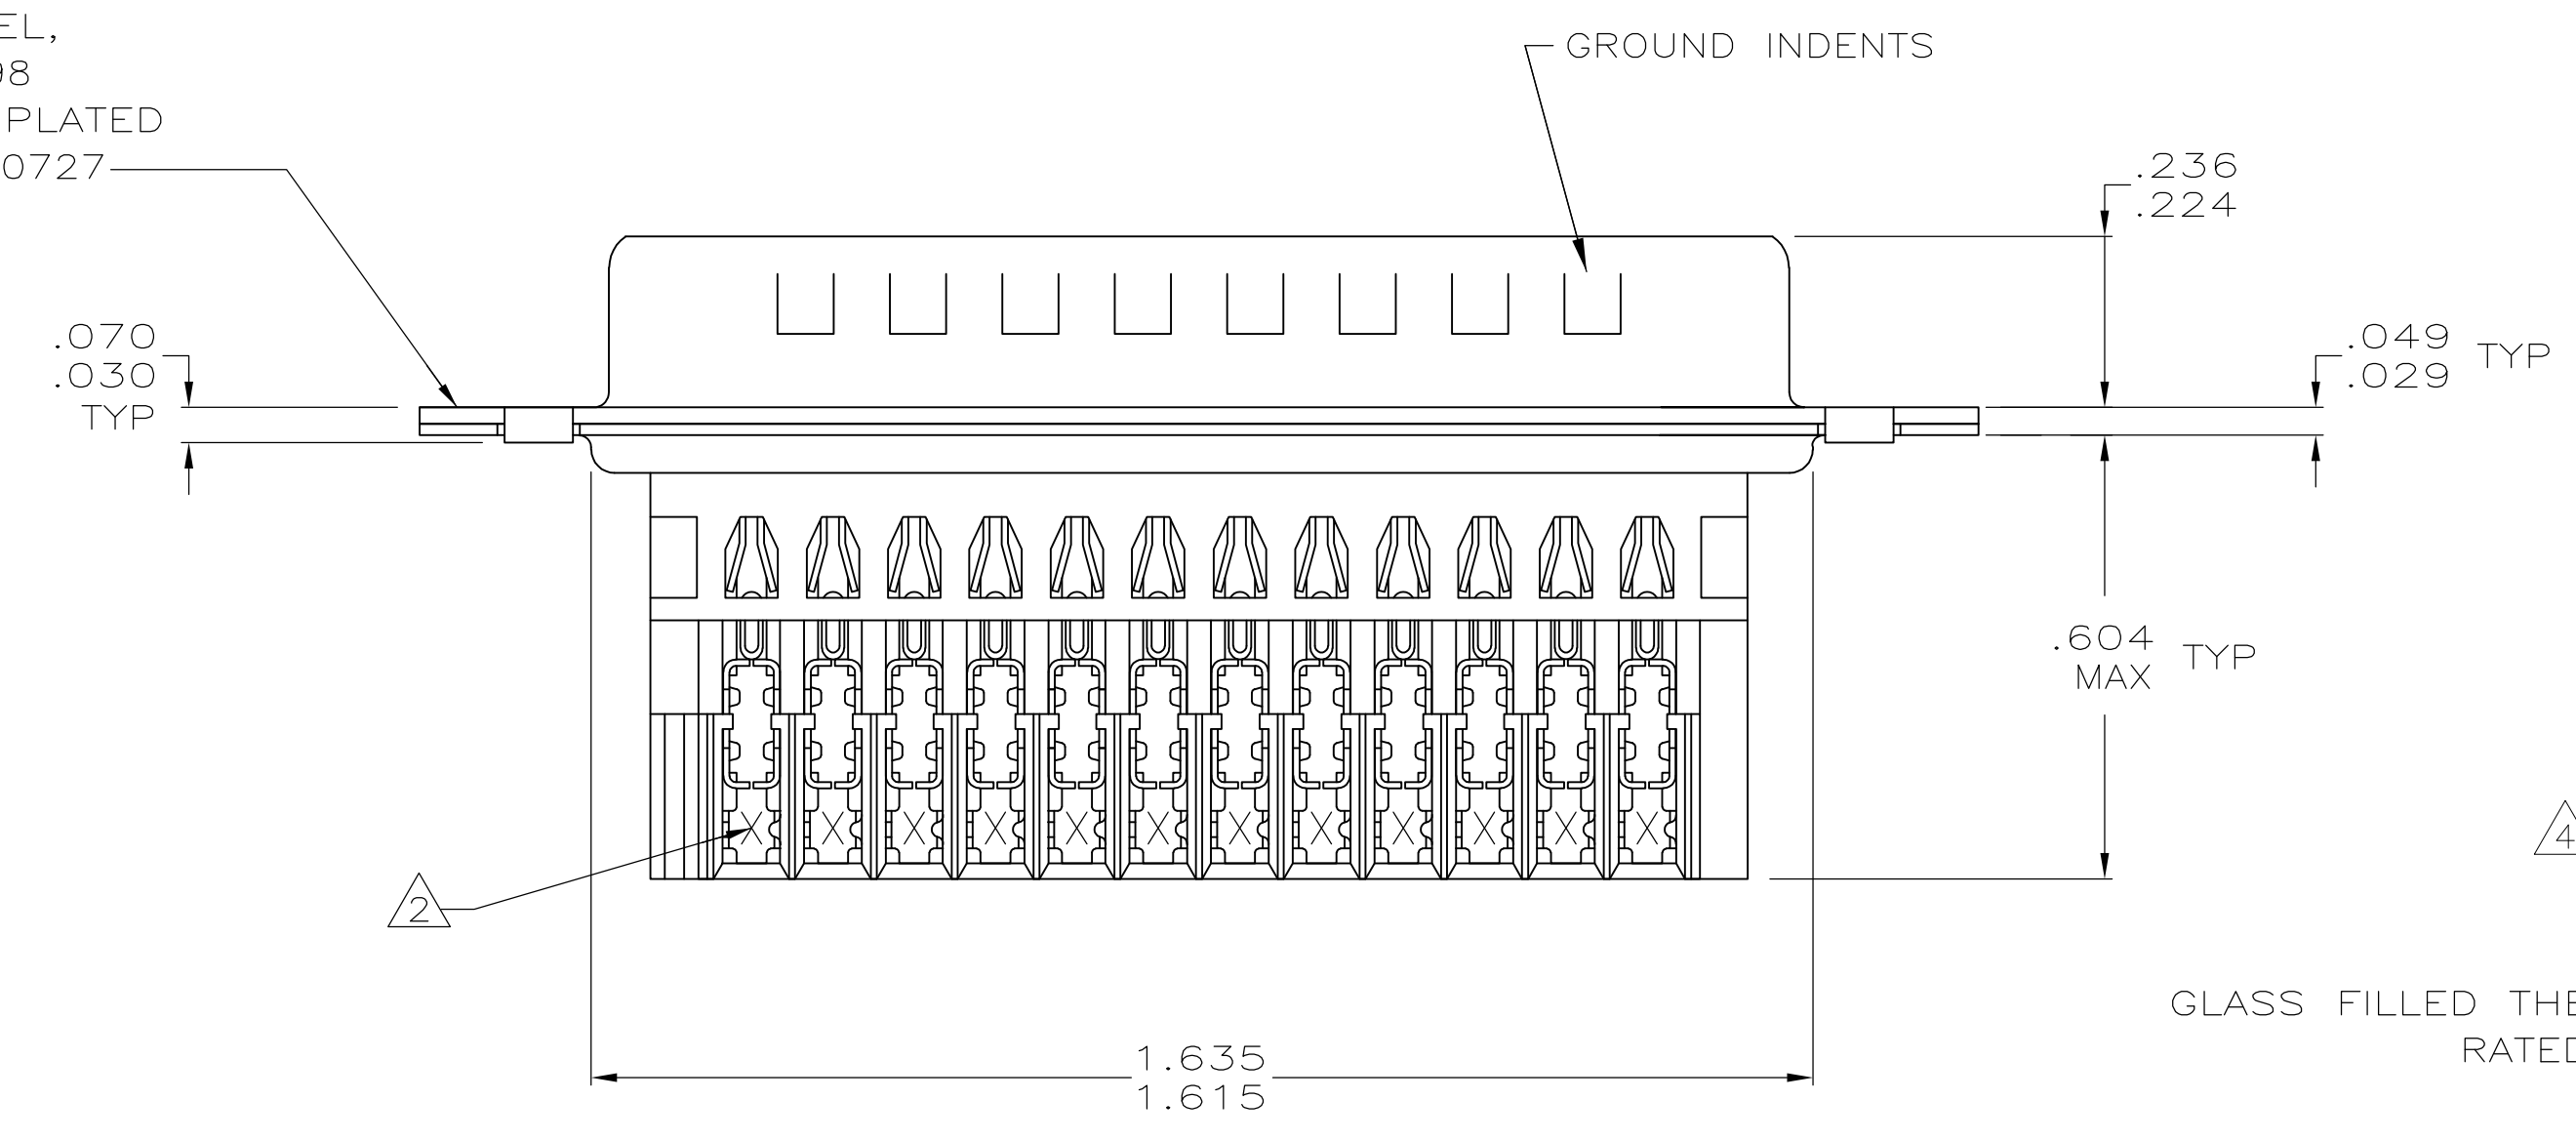 EL,
98
PLATED
0727
GROUND INDENTS
.236
.224
.070
.030
TYP
.049
.029
TYP
.604
MAX
TYP
2
4
GLASS FILLED THE
RATED
1.635
1.615
X X X X X X X X X X X X